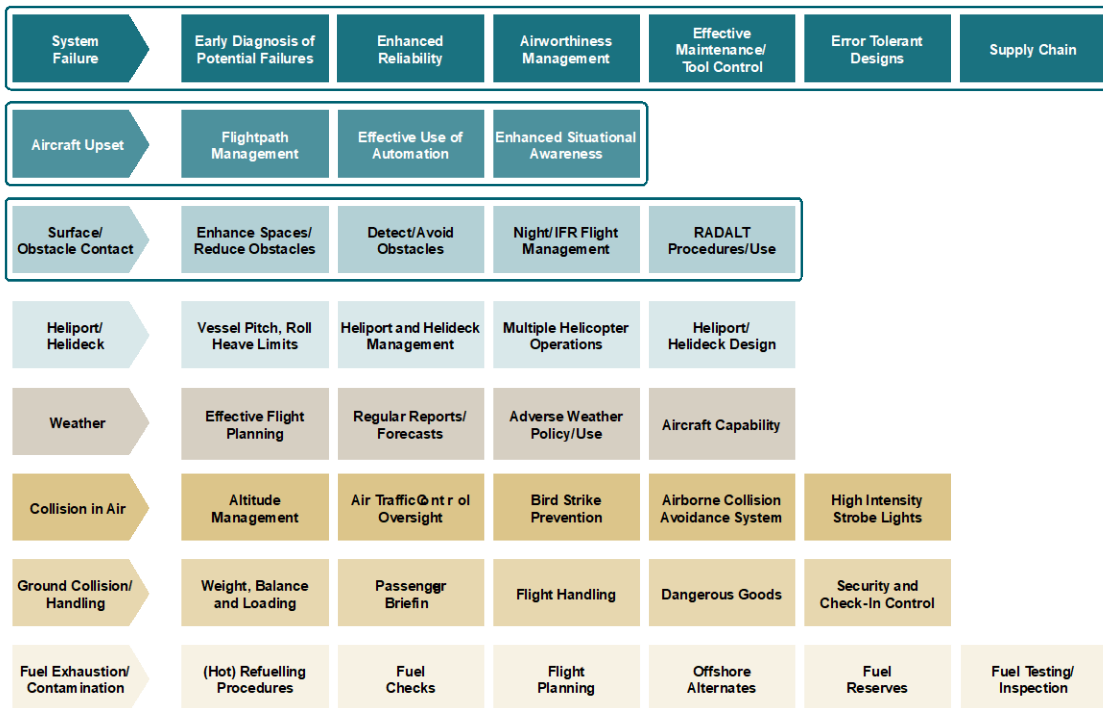 System
Failure
Early Diagnosis of
Potential Failures
Enhanced
Reliability
Airworthiness
Management
Effective
Maintenance/
Tool Control
Error Tolerant
Designs
Supply Chain
Aircraft Upset
Flightpath
Management
Effective Use of
Automation
Enhanced Situational
Awareness
Surface/
Obstacle Contact
Enhance Spaces/
Reduce Obstacles
Detect/Avoid
Obstacles
Night/IFR Flight
Management
RADALT
Procedures/Use
Heliport/
Helideck
Vessel Pitch, Roll
Heave Limits
Heliport and Helideck
Management
Multiple Helicopter
Operations
Heliport/
Helideck Design
Weather
Effective Flight
Planning
Regular Reports/
Forecasts
Adverse Weather
Policy/Use
Aircraft Capability
Collision in Air
Altitude
Management
Air Traffic Control
Oversight
Bird Strike
Prevention
Airborne Collision
Avoidance System
High Intensity
Strobe Lights
Ground Collision/
Handling
Weight, Balance
and Loading
Passenger
Briefin
Flight Handling
Dangerous Goods
Security and
Check-In Control
Fuel Exhaustion/
Contamination
(Hot) Refuelling
Procedures
Fuel
Checks
Flight
Planning
Offshore
Alternates
Fuel
Reserves
Fuel Testing/
Inspection